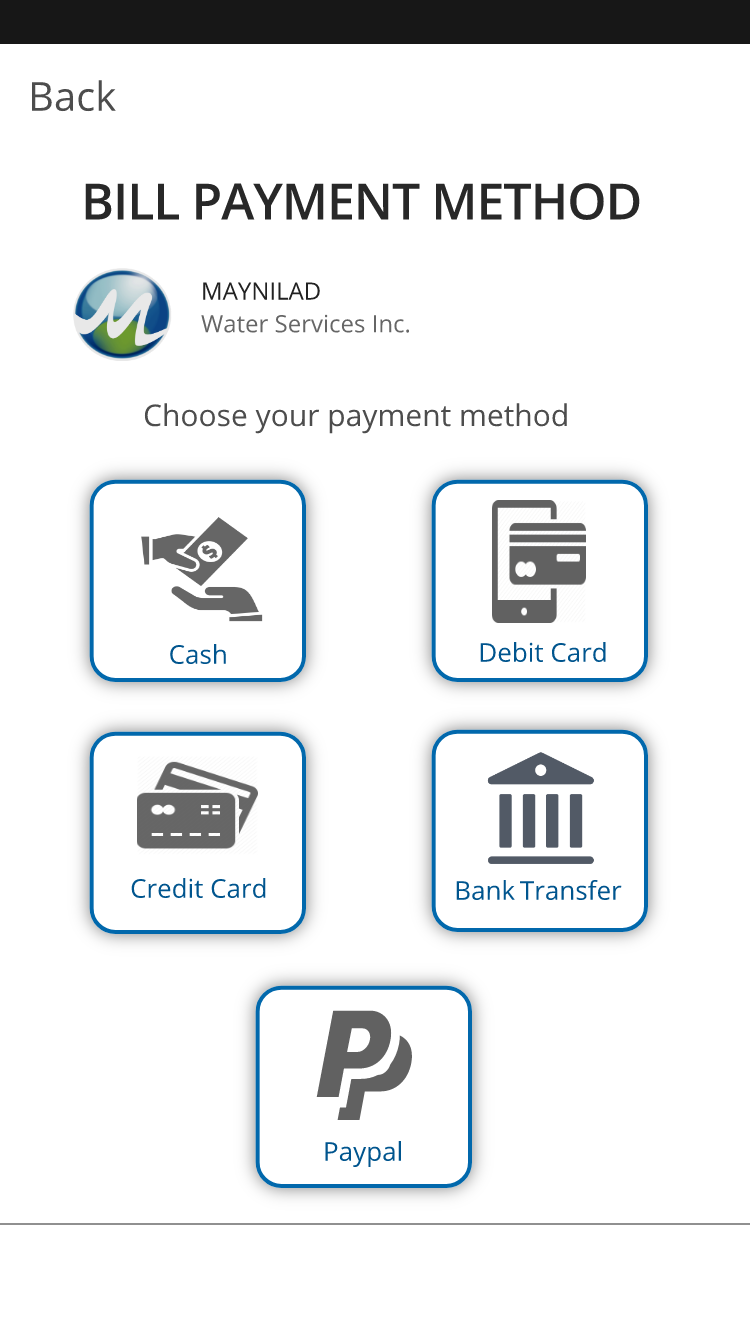 Back
BILL PAYMENT METHOD
MAYNILAD
Water Services Inc.
Choose your payment method
Cash
Debit Card
Credit Card
Bank Transfer
Paypal